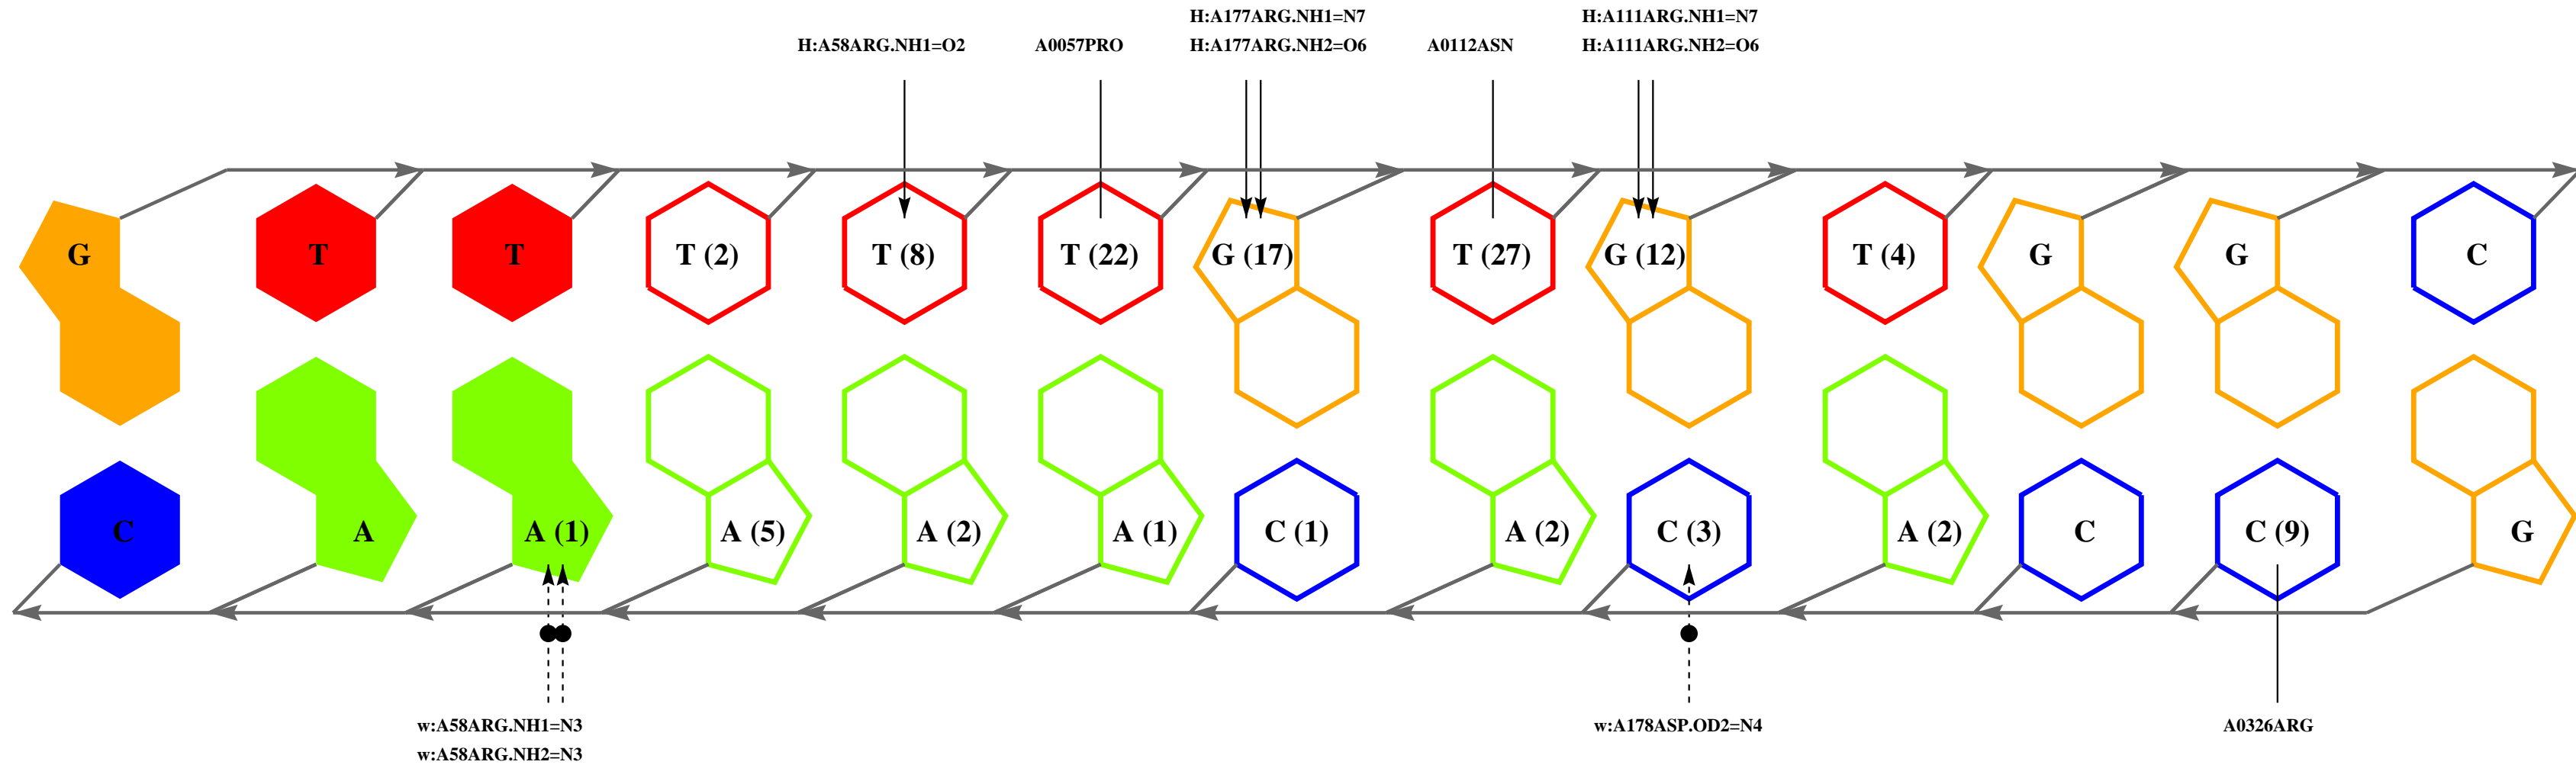 H:A177ARG.NH1=N7 H:A111ARG.NH1=N7
H:A58ARG.NH1=O2 A0057PRO H:A177ARG.NH2=O6 A0112ASN H:A111ARG.NH2=O6
G T T T (2) T (8) T (22) G (17) T (27) G (12) T (4) G G C
C A A (1) A (5) A (2) A (1) C (1) A (2) C (3) A (2) C C (9) G
w:A58ARG.NH1=N3 w:A178ASP.OD2=N4 A0326ARG
w:A58ARG.NH2=N3